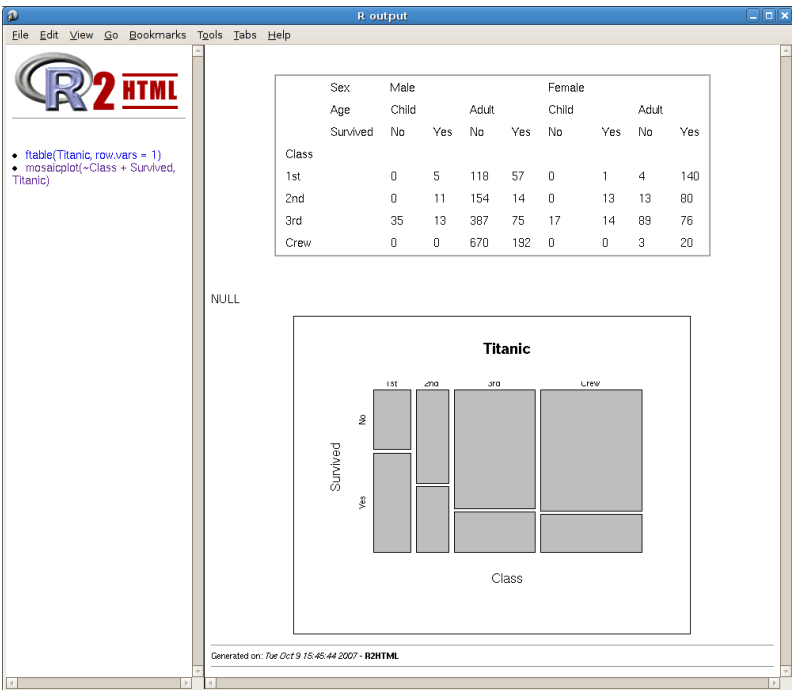 R output
File Edit View Go Bookmarks Tools Tabs Help
R2 HTML
ftable(Titanic, row.vars = 1)
mosaicplot(~Class + Survived,
Titanic)
Sex Male Female
Age Child Adult Child Adult
Survived No Yes No Yes No Yes No Yes
Class
1st 0 5 118 57 0 1 4 140
2nd 0 11 154 14 0 13 13 80
3rd 35 13 387 75 17 14 89 76
Crew 0 0 670 192 0 0 3 20
NULL
Titanic
1st 2nd 3rd Crew
No
Survived
Yes
Class
Generated on: Tue Oct 9 15:45:44 2007 - R2HTML